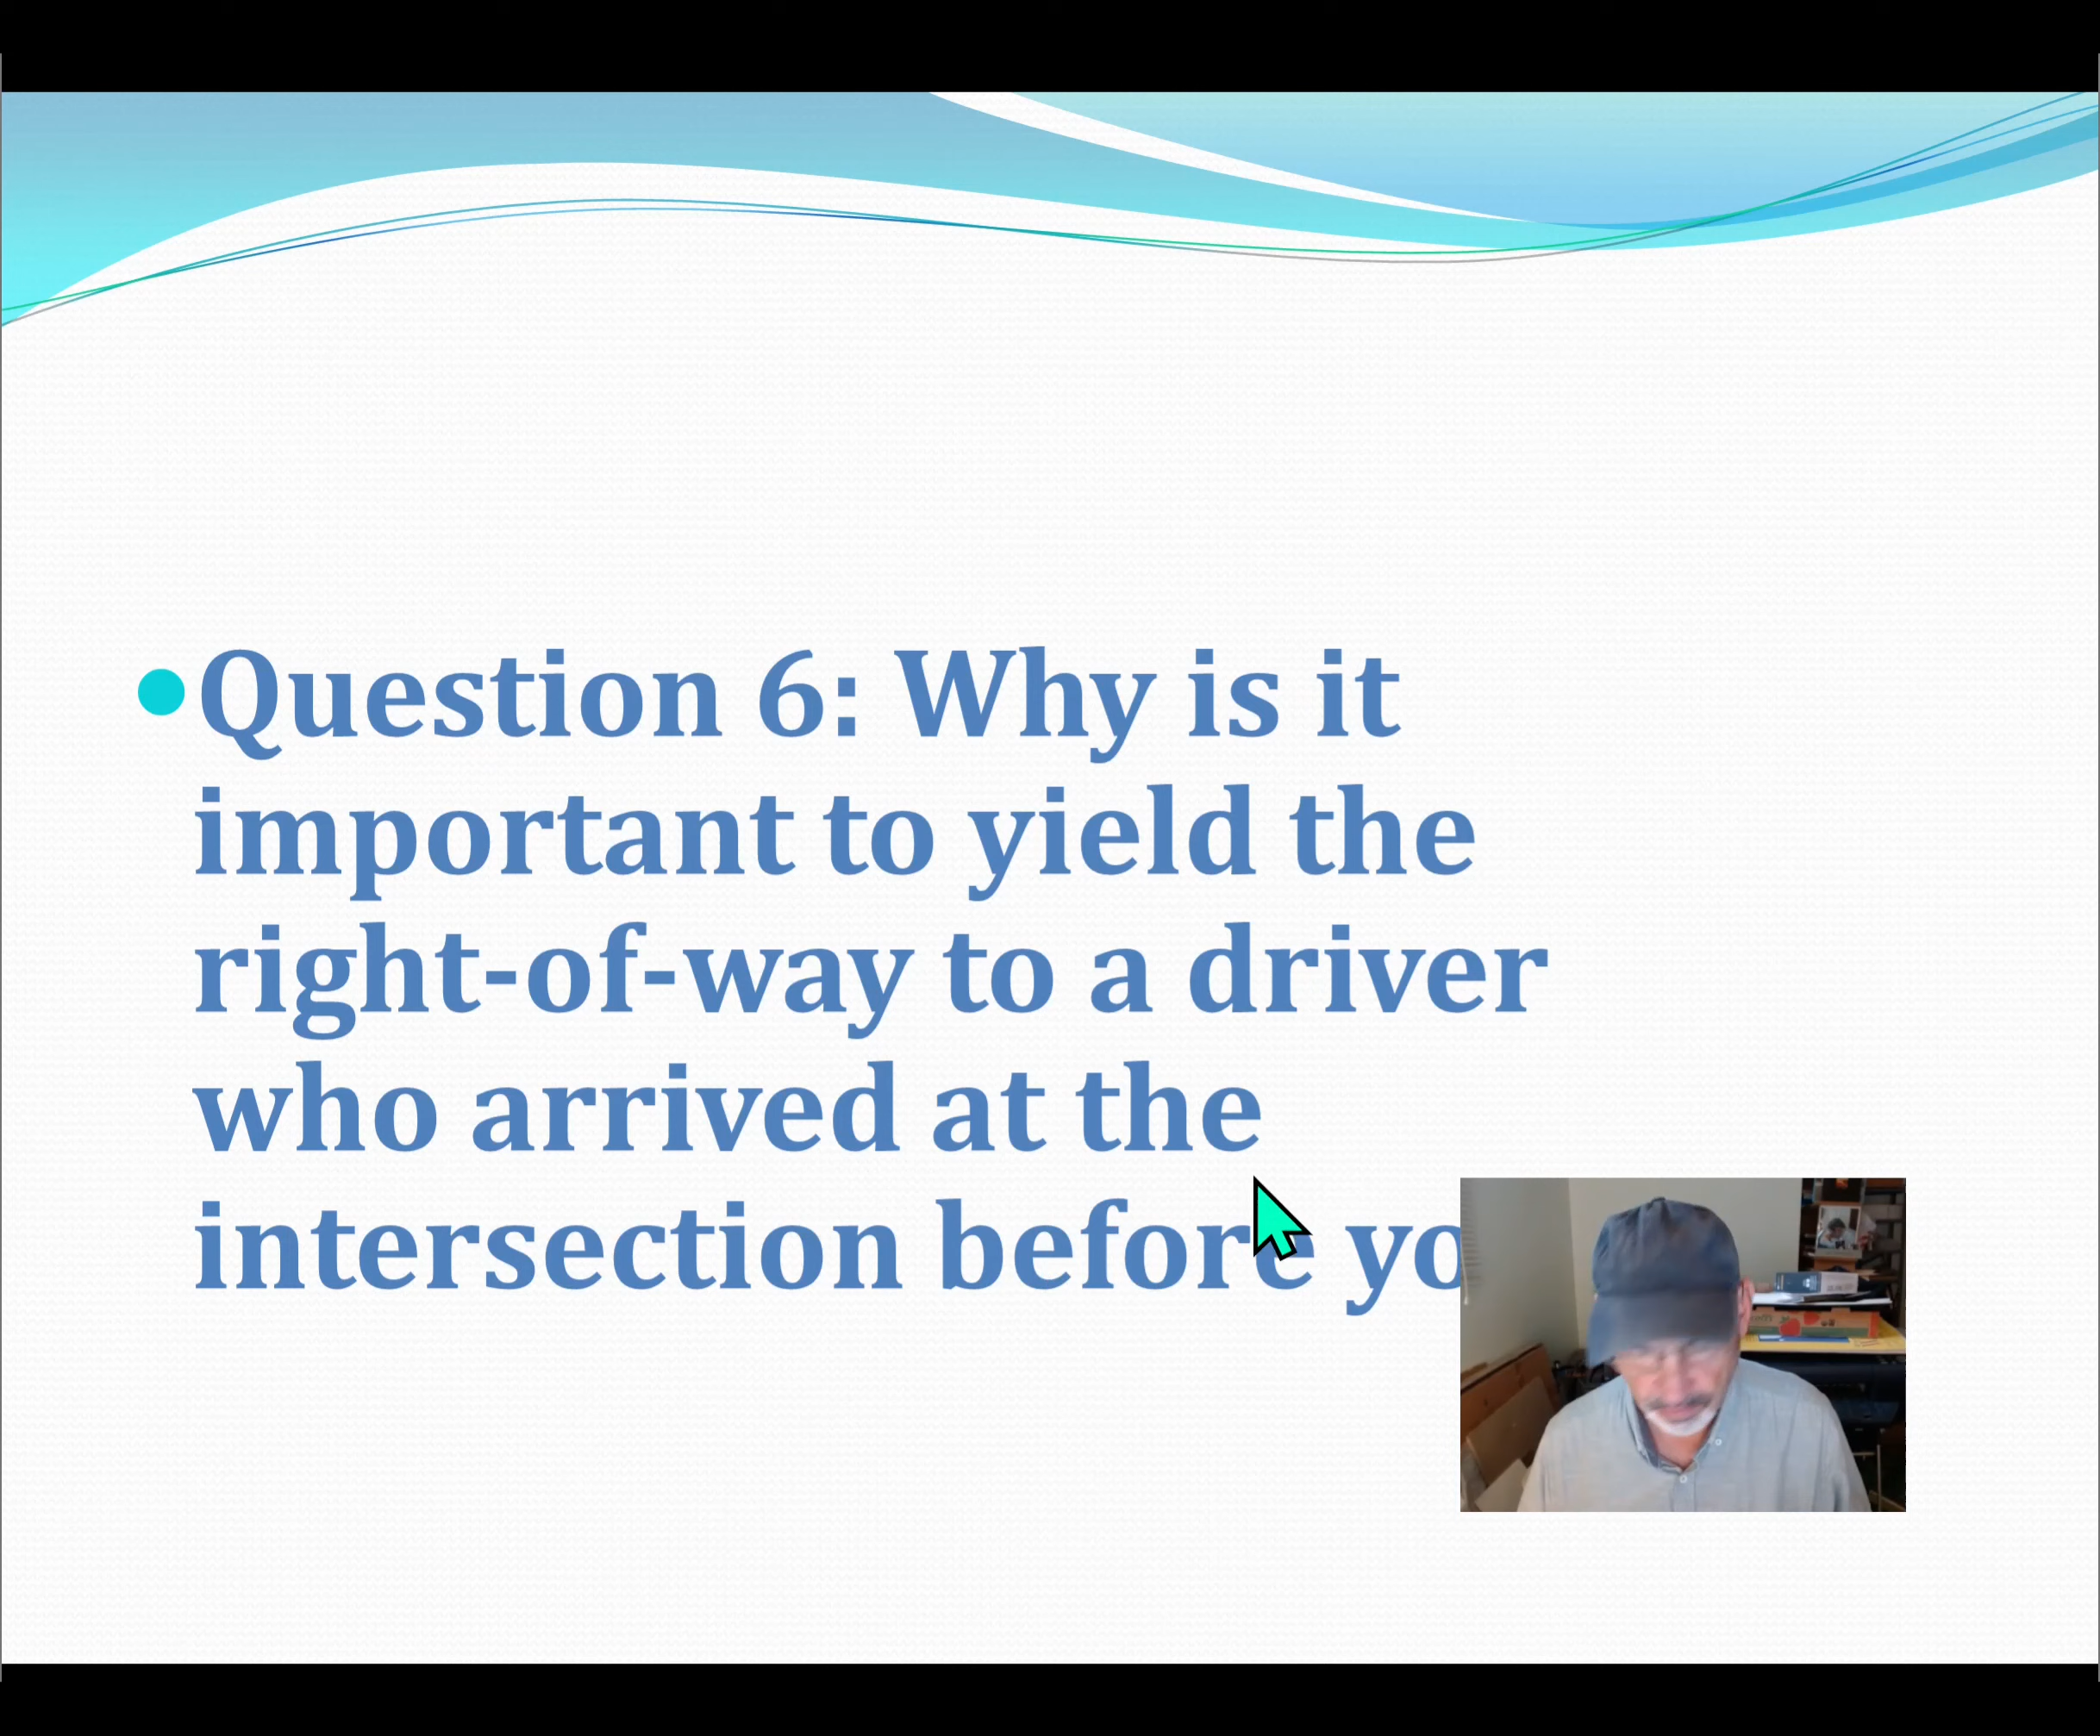 Question 6: Why is it
important to yield the
right-of-way to a driver
who arrived at the
intersection before